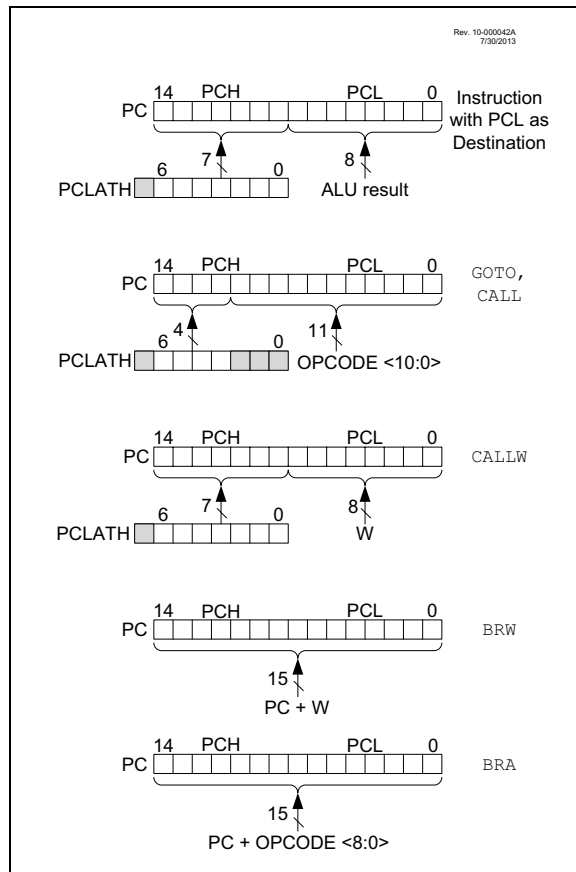 Rev. 10-000042A
7/30/2013
14 PCH PCL 0
PC
Instruction
with PCL as
Destination
7 8
6 0
PCLATH
ALU result
14 PCH PCL 0
PC
GOTO,
CALL
4 11
6 0
PCLATH
OPCODE <10:0>
14 PCH PCL 0
PC
CALLW
7 8
6 0
PCLATH
W
14 PCH PCL 0
PC
BRW
15
PC + W
14 PCH PCL 0
PC
BRA
15
PC + OPCODE <8:0>